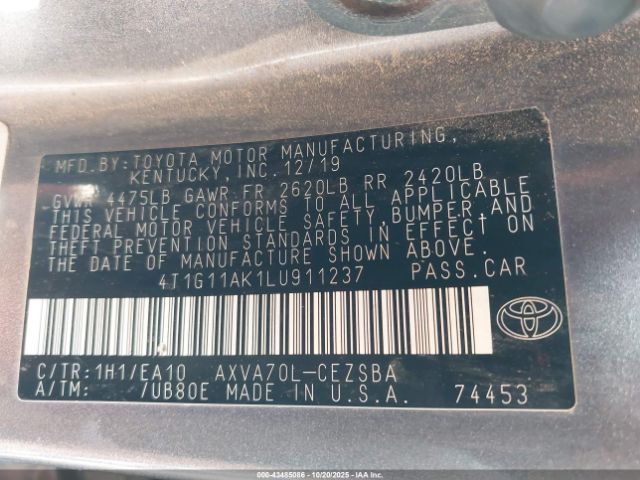 MFD.BY:TOYOTA MOTOR MANUFACTURING,
KENTUCKY, INC. 12/19
GVWR 4475LB GAWR FR 2620LB RR 2420LB
THIS VEHICLE CONFORMS TO ALL APPLICABLE
FEDERAL MOTOR VEHICLE SAFETY,BUMPER,AND
THEFT PREVENTION STANDARDS IN EFFECT ON
THE DATE OF MANUFACTURE SHOWN ABOVE.
4T1G11AK1LU911237 PASS.CAR
C/TR:1H1/EA10 AXVA70L-CEZSBA
A/TM: /UB80E MADE IN U.S.A. 74453
000-43485086 - 10/20/2025 - Copyright IAA, Inc.